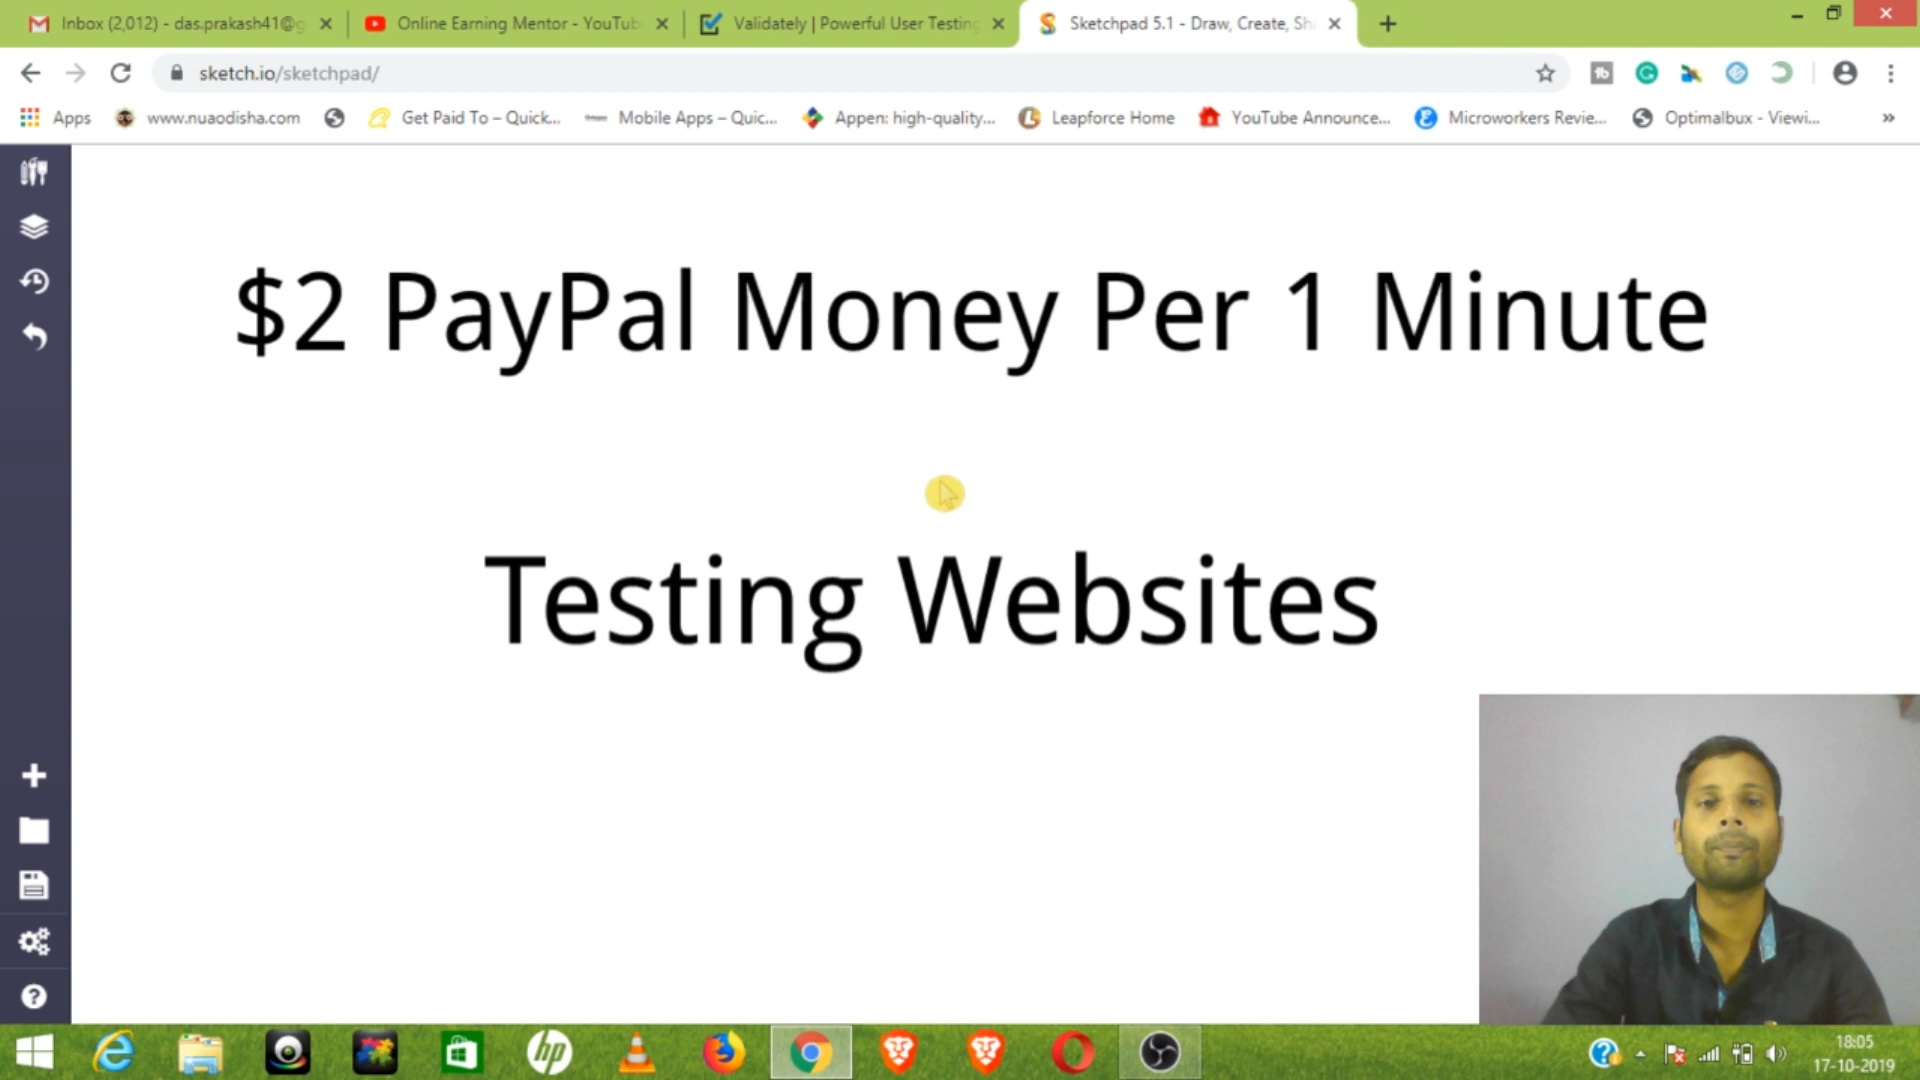 Inbox (2,012) - das.prakash41@g
Online Earning Mentor - YouTub
Validately | Powerful User Testing
Sketchpad 5.1 - Draw, Create, Sh
sketch.io/sketchpad/
Apps
www.nuaodisha.com
Get Paid To – Quick...
Mobile Apps – Quic...
Appen: high-quality...
Leapforce Home
YouTube Announce...
Microworkers Revie...
Optimalbux - Viewi...
»
$2 PayPal Money Per 1 Minute
Testing Websites
18:05
17-10-2019